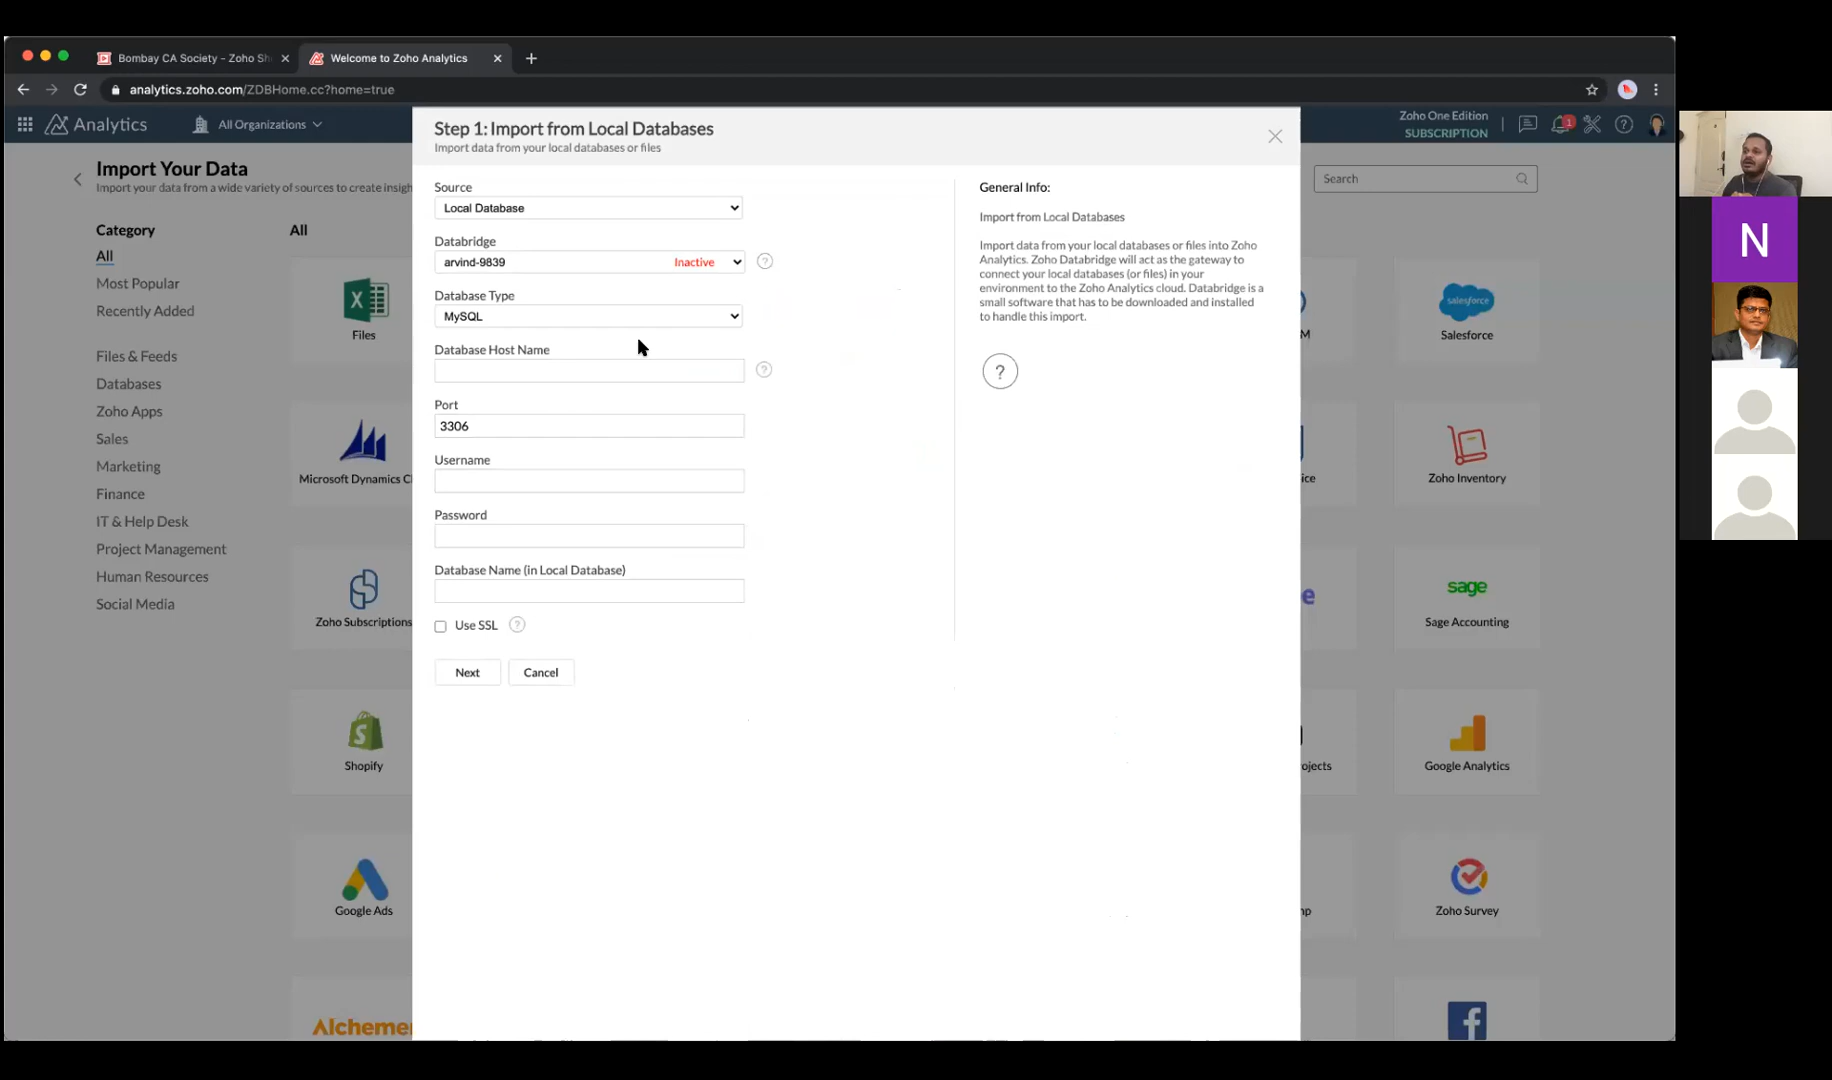 Bombay CA Society - Zoho Sh
Welcome to Zoho Analytics
analytics.zoho.com/ZDBHome.cc?home=true
Analytics
All Organizations
Zoho One Edition
SUBSCRIPTION
1
Import Your Data
Import your data from a wide variety of sources to create insigh
Search
Category
All
Most Popular
Recently Added
Files & Feeds
Databases
Zoho Apps
Sales
Marketing
Finance
IT & Help Desk
Project Management
Human Resources
Social Media
All
Files
Microsoft Dynamics C
Zoho Subscriptions
Shopify
Google Ads
Alcheme
Step 1: Import from Local Databases
Import data from your local databases or files
Source
Local Database
Databridge
arvind-9839 Inactive
?
Database Type
MySQL
Database Host Name
?
Port
3306
Username
Password
Database Name (in Local Database)
Use SSL ?
Next Cancel
General Info:
Import from Local Databases
Import data from your local databases or files into Zoho
Analytics. Zoho Databridge will act as the gateway to
connect your local databases (or files) in your
environment to the Zoho Analytics cloud. Databridge is a
small software that has to be downloaded and installed
to handle this import.
?
M
Salesforce
ice
Zoho Inventory
e
sage
Sage Accounting
ojects
Google Analytics
np
Zoho Survey
N